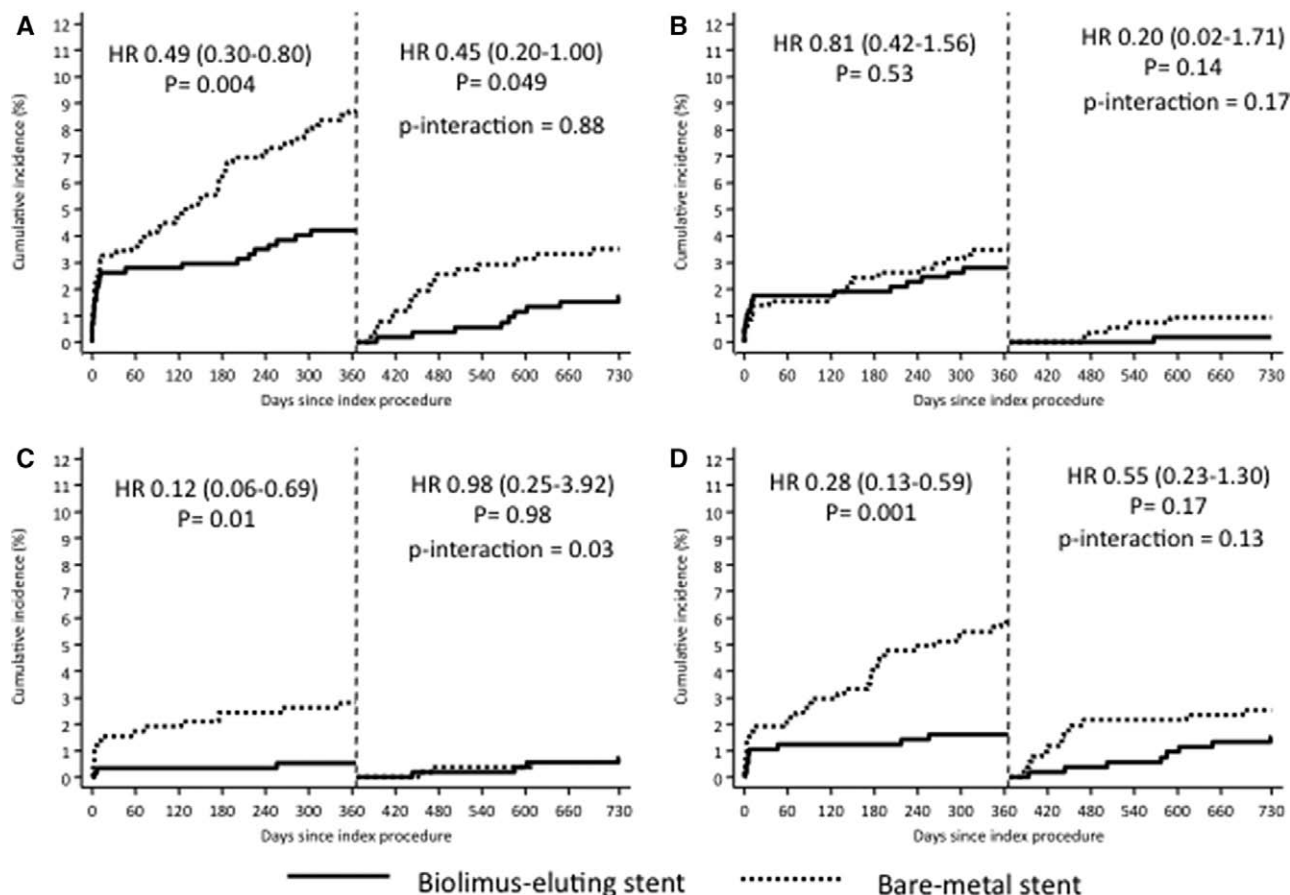 A
12
11
10
9
8
7
6
5
4
3
2
1
0
Cumulative incidence (%)
HR 0.49 (0.30-0.80)
P= 0.004
HR 0.45 (0.20-1.00)
P= 0.049
p-interaction = 0.88
0 60 120 180 240 300 360 420 480 540 600 660 730
Days since index procedure
B
12
11
10
9
8
7
6
5
4
3
2
1
0
Cumulative incidence (%)
HR 0.81 (0.42-1.56)
P= 0.53
HR 0.20 (0.02-1.71)
P= 0.14
p-interaction = 0.17
0 60 120 180 240 300 360 420 480 540 600 660 730
Days since index procedure
C
12
11
10
9
8
7
6
5
4
3
2
1
0
Cumulative incidence (%)
HR 0.12 (0.06-0.69)
P= 0.01
HR 0.98 (0.25-3.92)
P= 0.98
p-interaction = 0.03
0 60 120 180 240 300 360 420 480 540 600 660 730
Days since index procedure
D
12
11
10
9
8
7
6
5
4
3
2
1
0
Cumulative incidence (%)
HR 0.28 (0.13-0.59)
P= 0.001
HR 0.55 (0.23-1.30)
P= 0.17
p-interaction = 0.13
0 60 120 180 240 300 360 420 480 540 600 660 730
Days since index procedure
Biolimus-eluting stent
Bare-metal stent